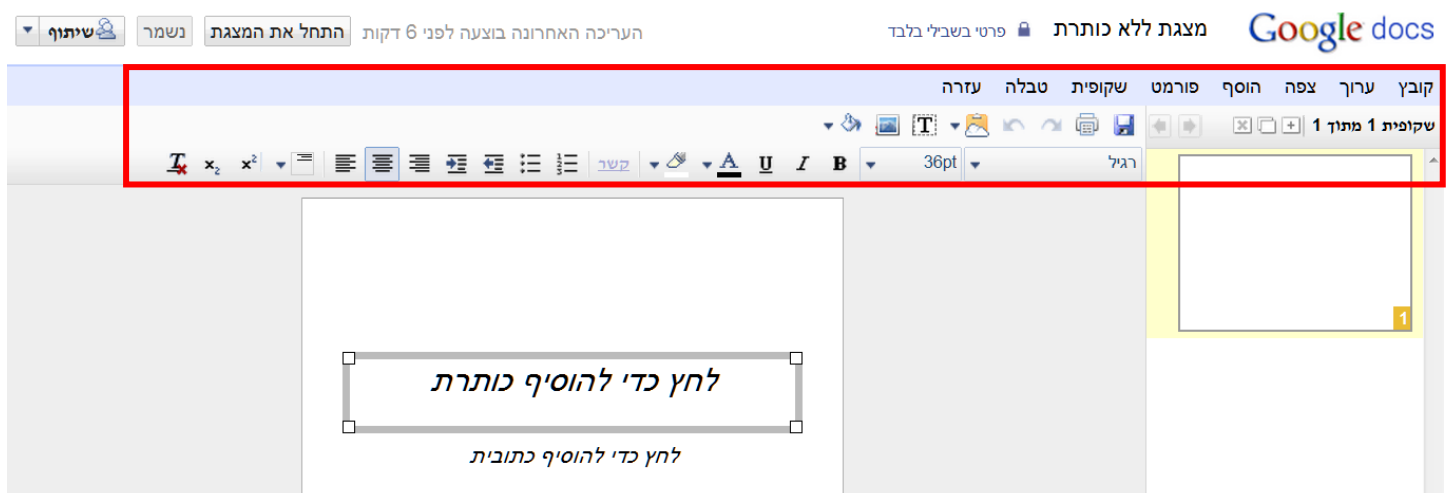 Google docs מצגת ללא כותרת פרטי בשבילי בלבד העריכה האחרונה בוצעה לפני 6 דקות התחל את המצגת נשמר שיתוף
קובץ ערוך צפה הוסף פורמט שקופית טבלה עזרה
שקופית 1 מתוך 1 T
רגיל 36pt B I U A קשר x² x₂ T
1
לחץ כדי להוסיף כותרת
לחץ כדי להוסיף כתובית